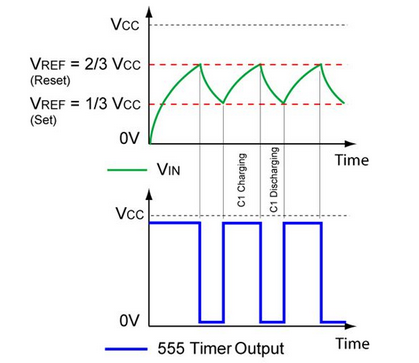 VCC
VREF = 2/3 VCC
(Reset)
VREF = 1/3 VCC
(Set)
0V
Time
VIN
C1 Charging
C1 Discharging
VCC
0V
Time
555 Timer Output